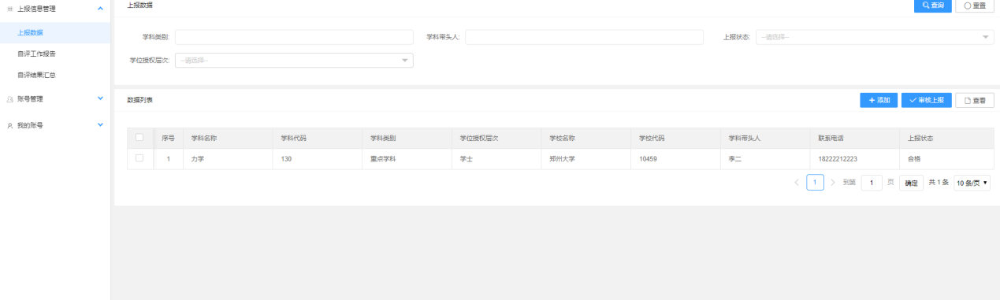 上报信息管理
上报数据
自评工作报告
自评结果汇总
账号管理
我的账号
上报数据
查询
重置
学科类别:
学科带头人:
上报状态: --请选择--
学位授权层次: --请选择--
数据列表
+ 添加
审核上报
查看
序号 学科名称 学科代码 学科类别 学位授权层次 学校名称 学校代码 学科带头人 联系电话 上报状态
1 力学 130 重点学科 学士 郑州大学 10459 李二 18222212223 合格
< 1 > 到第 1 页 确定 共 1 条 10 条/页